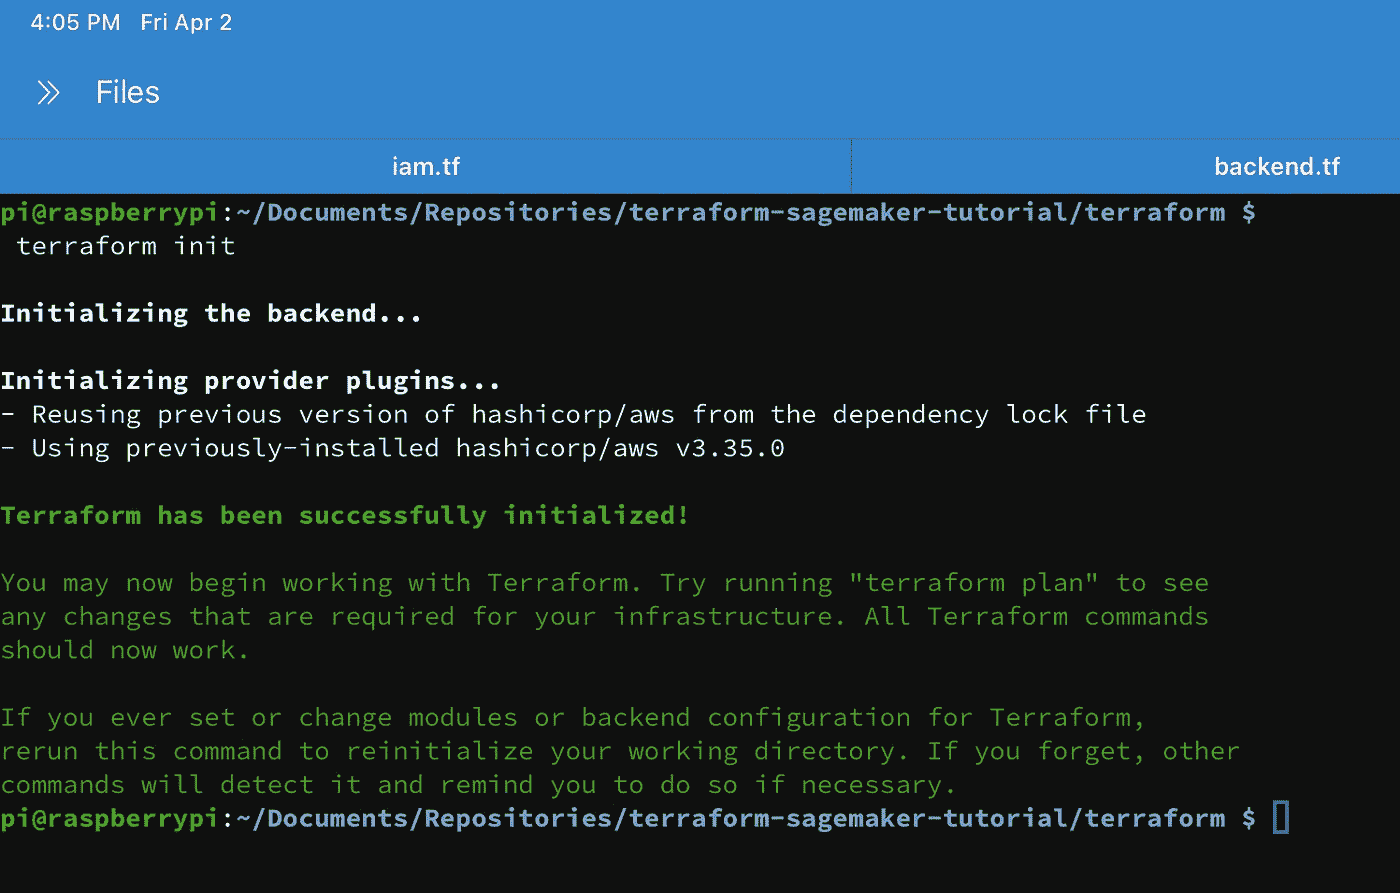 4:05 PM Fri Apr 2
Files
iam.tf backend.tf
pi@raspberrypi:~/Documents/Repositories/terraform-sagemaker-tutorial/terraform $
terraform init
Initializing the backend...
Initializing provider plugins...
- Reusing previous version of hashicorp/aws from the dependency lock file
- Using previously-installed hashicorp/aws v3.35.0
Terraform has been successfully initialized!
You may now begin working with Terraform. Try running "terraform plan" to see
any changes that are required for your infrastructure. All Terraform commands
should now work.
If you ever set or change modules or backend configuration for Terraform,
rerun this command to reinitialize your working directory. If you forget, other
commands will detect it and remind you to do so if necessary.
pi@raspberrypi:~/Documents/Repositories/terraform-sagemaker-tutorial/terraform $